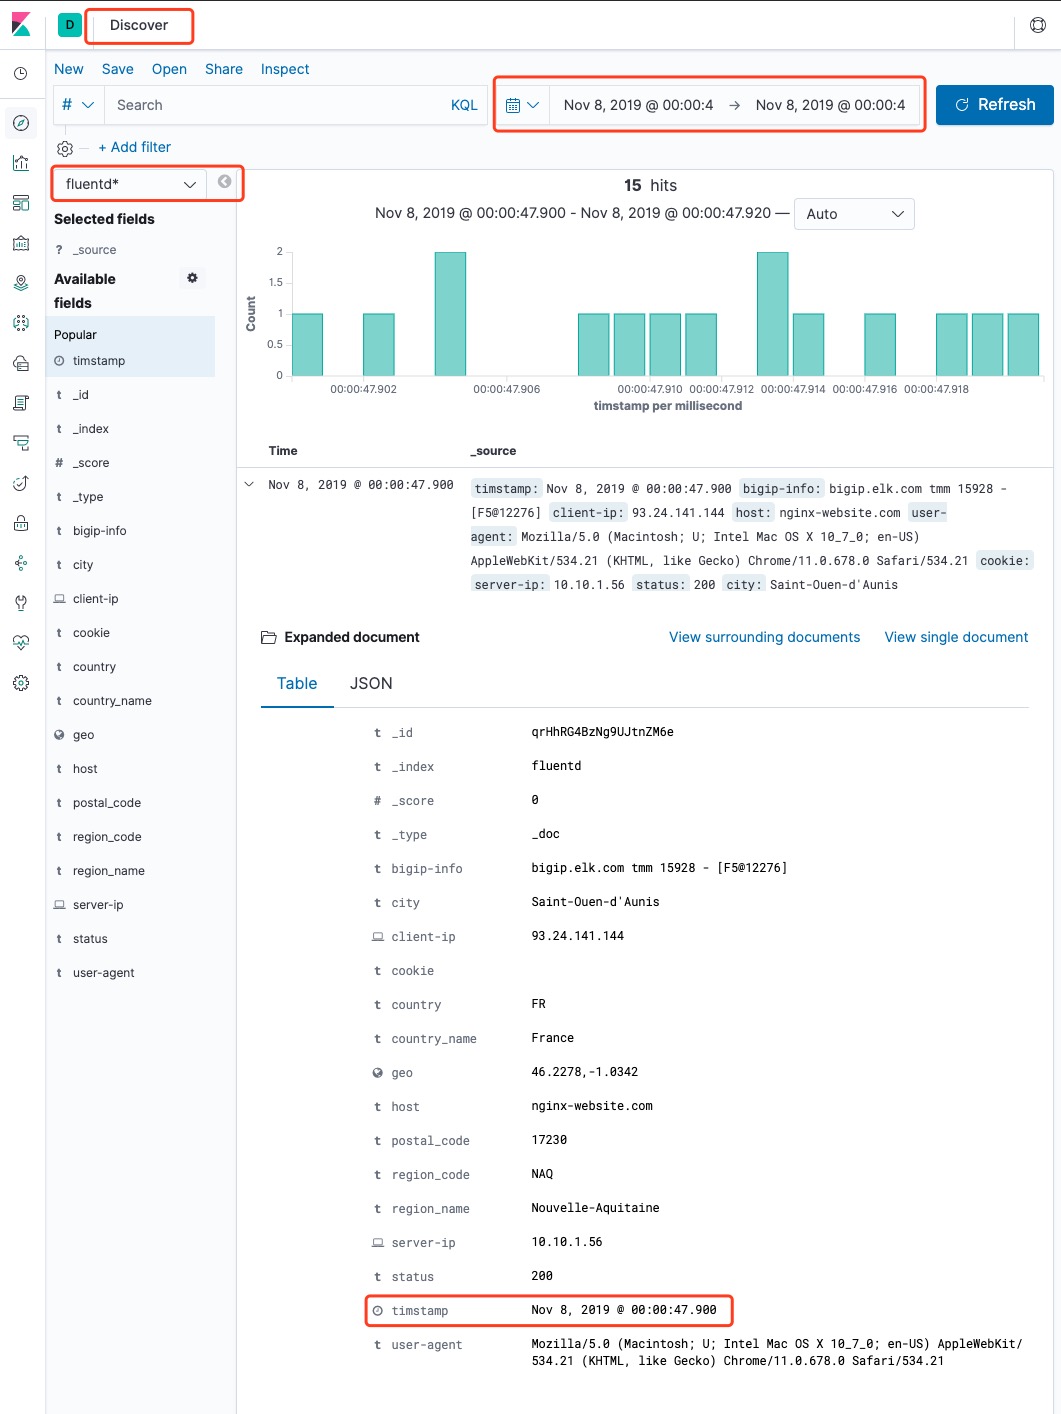 D Discover
New Save Open Share Inspect
# Search KQL Nov 8, 2019 @ 00:00:4 → Nov 8, 2019 @ 00:00:4 Refresh
+ Add filter
fluentd*
15 hits
Selected fields
Nov 8, 2019 @ 00:00:47.900 - Nov 8, 2019 @ 00:00:47.920 — Auto
? _source
Available
fields
Popular
timstamp
t _id
t _index
# _score
t _type
t bigip-info
t city
client-ip
t cookie
t country
t country_name
geo
t host
t postal_code
t region_code
t region_name
server-ip
t status
t user-agent
Count
2
1.5
1
0.5
0
00:00:47.902 00:00:47.906 00:00:47.910 00:00:47.912 00:00:47.914 00:00:47.916 00:00:47.918
timstamp per millisecond
Time _source
Nov 8, 2019 @ 00:00:47.900 timstamp: Nov 8, 2019 @ 00:00:47.900 bigip-info: bigip.elk.com tmm 15928 -
[F5@12276] client-ip: 93.24.141.144 host: nginx-website.com user-
agent: Mozilla/5.0 (Macintosh; U; Intel Mac OS X 10_7_0; en-US)
AppleWebKit/534.21 (KHTML, like Gecko) Chrome/11.0.678.0 Safari/534.21 cookie:
server-ip: 10.10.1.56 status: 200 city: Saint-Ouen-d'Aunis
Expanded document View surrounding documents View single document
Table JSON
t _id qrHhRG4BzNg9UJtnZM6e
t _index fluentd
# _score 0
t _type _doc
t bigip-info bigip.elk.com tmm 15928 - [F5@12276]
t city Saint-Ouen-d'Aunis
client-ip 93.24.141.144
t cookie
t country FR
t country_name France
geo 46.2278,-1.0342
t host nginx-website.com
t postal_code 17230
t region_code NAQ
t region_name Nouvelle-Aquitaine
server-ip 10.10.1.56
t status 200
timstamp Nov 8, 2019 @ 00:00:47.900
t user-agent Mozilla/5.0 (Macintosh; U; Intel Mac OS X 10_7_0; en-US) AppleWebKit/
534.21 (KHTML, like Gecko) Chrome/11.0.678.0 Safari/534.21